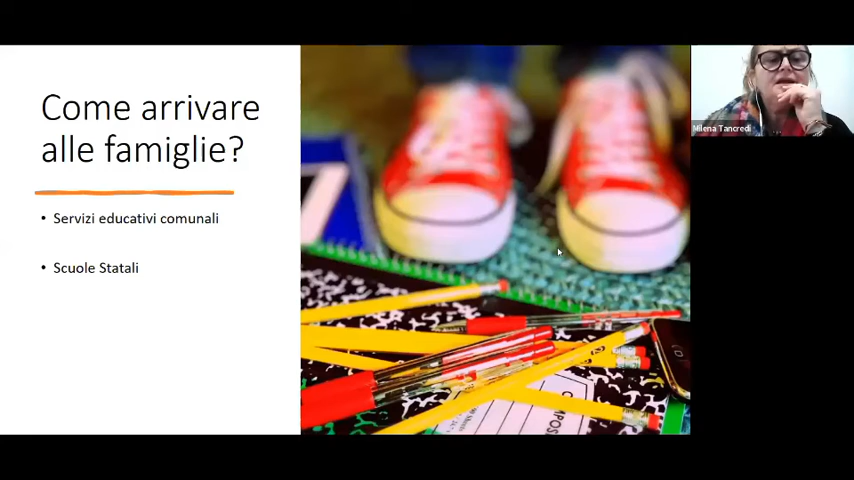 Come arrivare
alle famiglie?
• Servizi educativi comunali
• Scuole Statali
Milena Tancredi